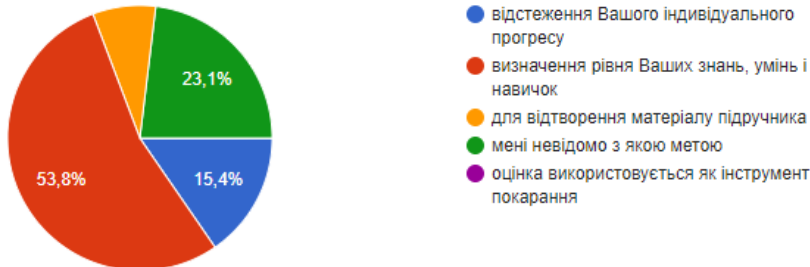 23,1%
53,8%
15,4%
відстеження Вашого індивідуального
прогресу
визначення рівня Ваших знань, умінь і
навичок
для відтворення матеріалу підручника
мені невідомо з якою метою
оцінка використовується як інструмент
покарання